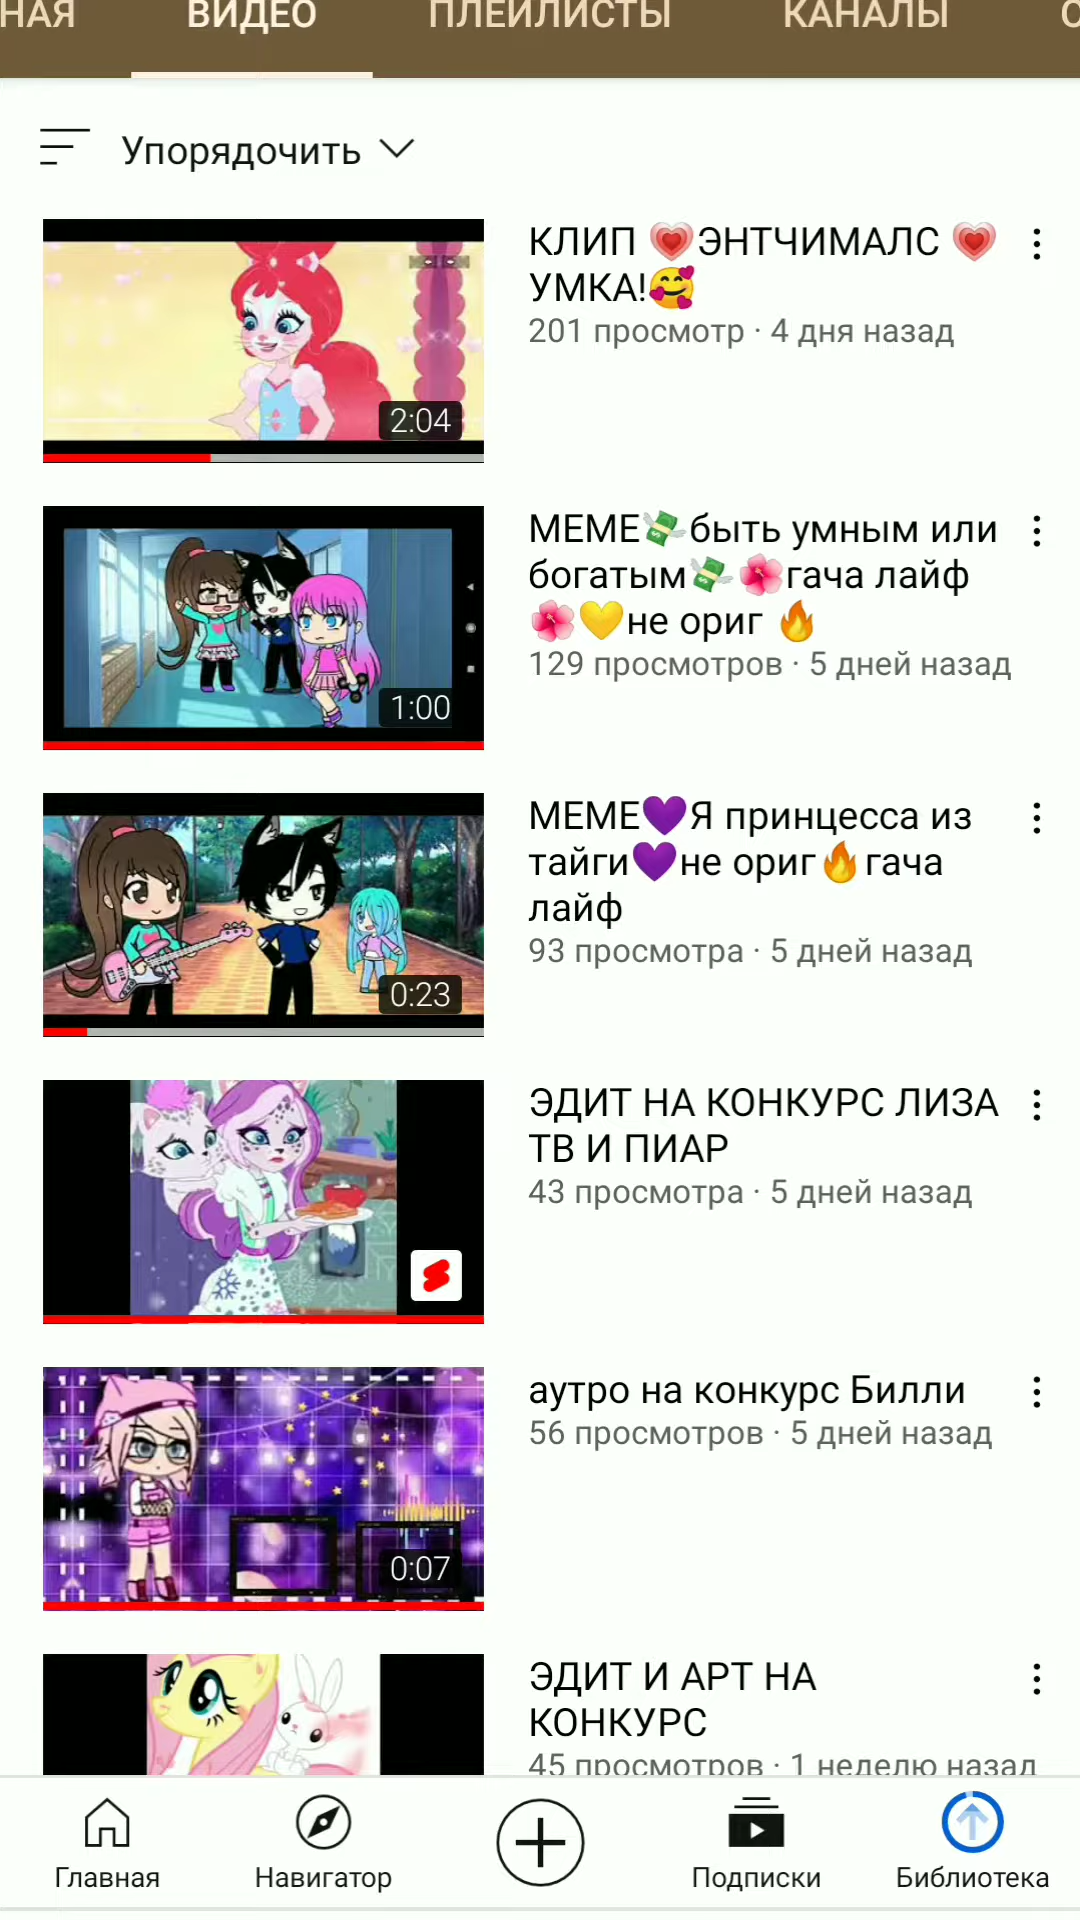 НАЯ ВИДЕО ПЛЕЙЛИСТЫ КАНАЛЫ О
Упорядочить
КЛИП 💗ЭНТЧИМАЛС 💗
УМКА!🥰
201 просмотр · 4 дня назад
2:04
МЕМЕ💸быть умным или
богатым💸🌺гача лайф
🌺💛не ориг 🔥
129 просмотров · 5 дней назад
1:00
МЕМЕ💜Я принцесса из
тайги💜не ориг🔥гача
лайф
93 просмотра · 5 дней назад
0:23
ЭДИТ НА КОНКУРС ЛИЗА
ТВ И ПИАР
43 просмотра · 5 дней назад
аутро на конкурс Билли
56 просмотров · 5 дней назад
0:07
ЭДИТ И АРТ НА
КОНКУРС
45 просмотров · 1 неделю назад
Главная Навигатор Подписки Библиотека